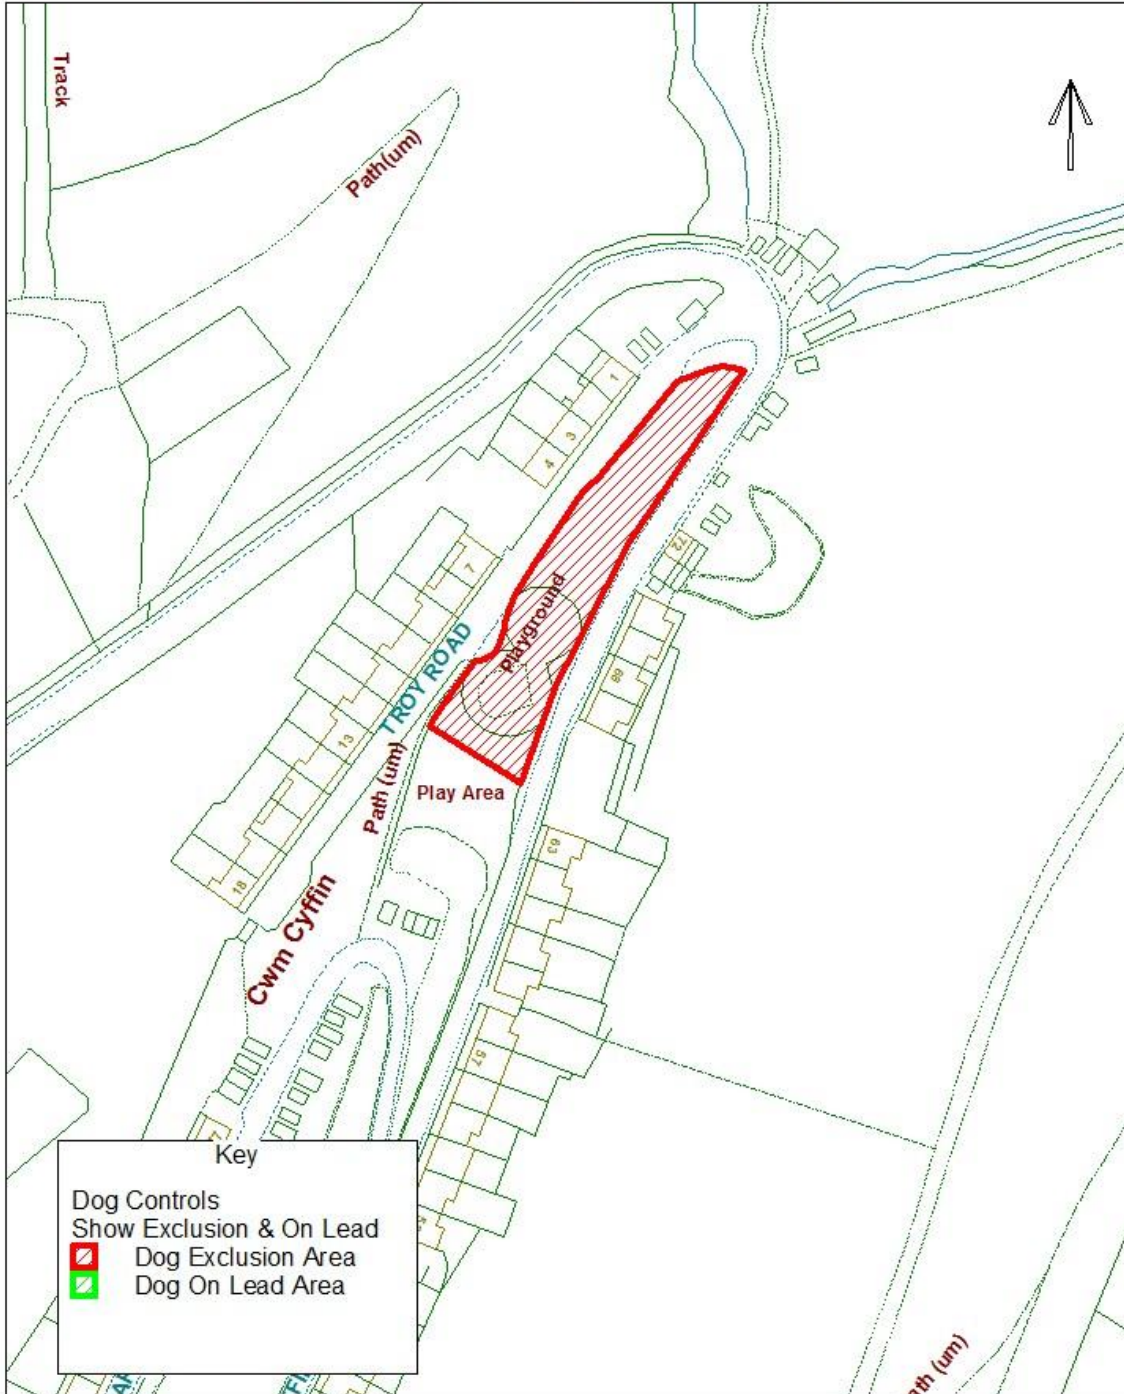 Track
Path(um)
1
3
4
7
72
Playground
TROY ROAD
68
13
Path (um)
Play Area
63
18
Cwm Cyffin
57
Key
Dog Controls
Show Exclusion & On Lead
Dog Exclusion Area
Dog On Lead Area